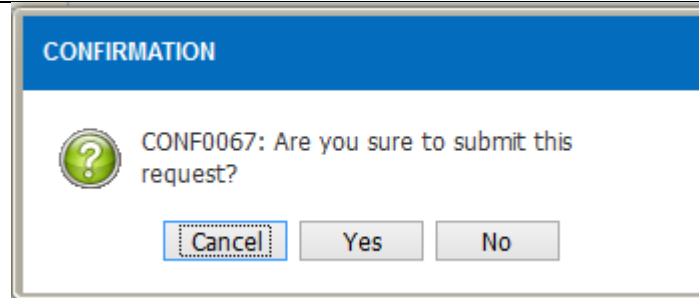 CONFIRMATION
CONF0067: Are you sure to submit this
request?
Cancel Yes No